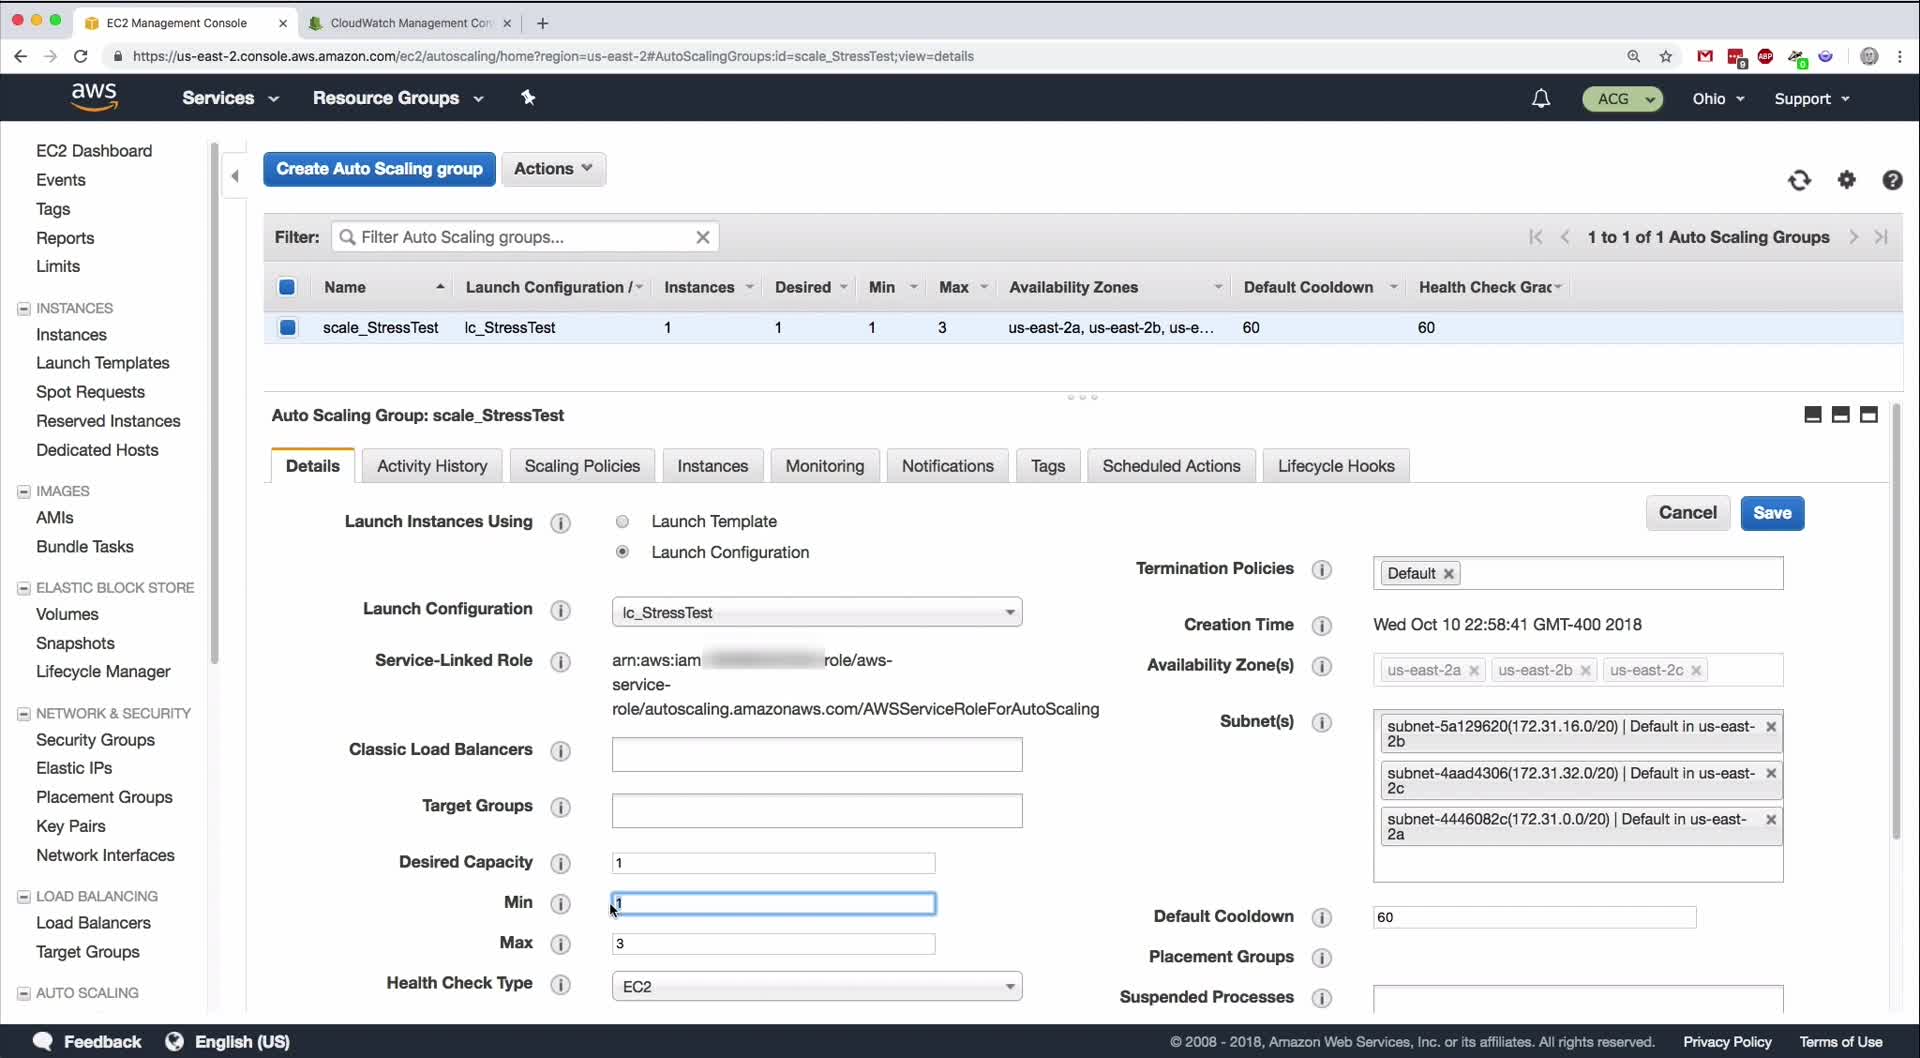 EC2 Management Console
CloudWatch Management Con
https://us-east-2.console.aws.amazon.com/ec2/autoscaling/home?region=us-east-2#AutoScalingGroups:id=scale_StressTest;view=details
9
ABP
0
aws
Services
Resource Groups
ACG
Ohio
Support
EC2 Dashboard
Events
Tags
Reports
Limits
INSTANCES
Instances
Launch Templates
Spot Requests
Reserved Instances
Dedicated Hosts
IMAGES
AMIs
Bundle Tasks
ELASTIC BLOCK STORE
Volumes
Snapshots
Lifecycle Manager
NETWORK & SECURITY
Security Groups
Elastic IPs
Placement Groups
Key Pairs
Network Interfaces
LOAD BALANCING
Load Balancers
Target Groups
AUTO SCALING
Create Auto Scaling group
Actions
Filter:
Filter Auto Scaling groups...
1 to 1 of 1 Auto Scaling Groups
Name Launch Configuration / Instances Desired Min Max Availability Zones Default Cooldown Health Check Grac
scale_StressTest lc_StressTest 1 1 1 3 us-east-2a, us-east-2b, us-e... 60 60
Auto Scaling Group: scale_StressTest
Details
Activity History
Scaling Policies
Instances
Monitoring
Notifications
Tags
Scheduled Actions
Lifecycle Hooks
Cancel
Save
Launch Instances Using
Launch Template
Launch Configuration
Launch Configuration
lc_StressTest
Service-Linked Role
arn:aws:iam
role/aws-
service-
role/autoscaling.amazonaws.com/AWSServiceRoleForAutoScaling
Classic Load Balancers
Target Groups
Desired Capacity
1
Min
1
Max
3
Health Check Type
EC2
Termination Policies
Default
Creation Time
Wed Oct 10 22:58:41 GMT-400 2018
Availability Zone(s)
us-east-2a
us-east-2b
us-east-2c
Subnet(s)
subnet-5a129620(172.31.16.0/20) | Default in us-east-
2b
subnet-4aad4306(172.31.32.0/20) | Default in us-east-
2c
subnet-4446082c(172.31.0.0/20) | Default in us-east-
2a
Default Cooldown
60
Placement Groups
Suspended Processes
Feedback
English (US)
© 2008 - 2018, Amazon Web Services, Inc. or its affiliates. All rights reserved.
Privacy Policy
Terms of Use